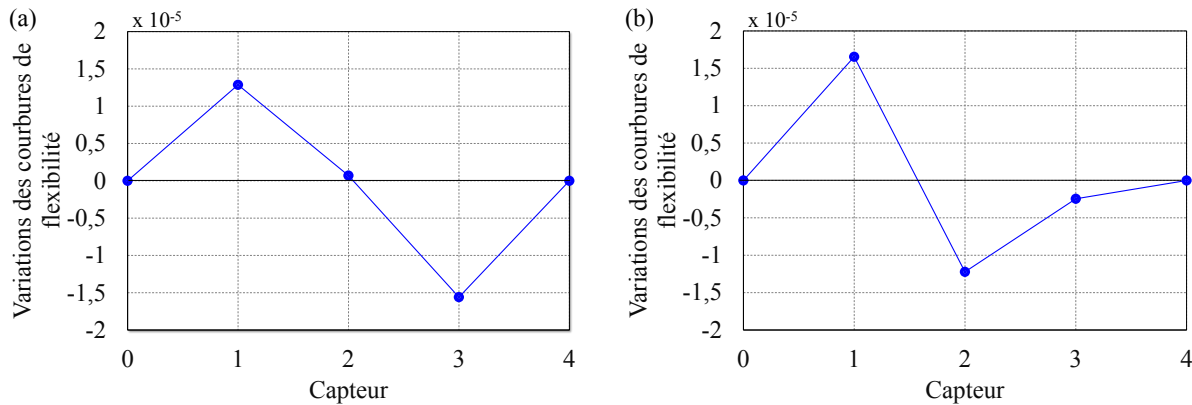 (a)
x 10-5
Variations des courbures de
flexibilité
2
1,5
1
0,5
0
-0,5
-1
-1,5
-2
0 1 2 3 4
Capteur
(b)
x 10-5
Variations des courbures de
flexibilité
2
1,5
1
0,5
0
-0,5
-1
-1,5
-2
0 1 2 3 4
Capteur